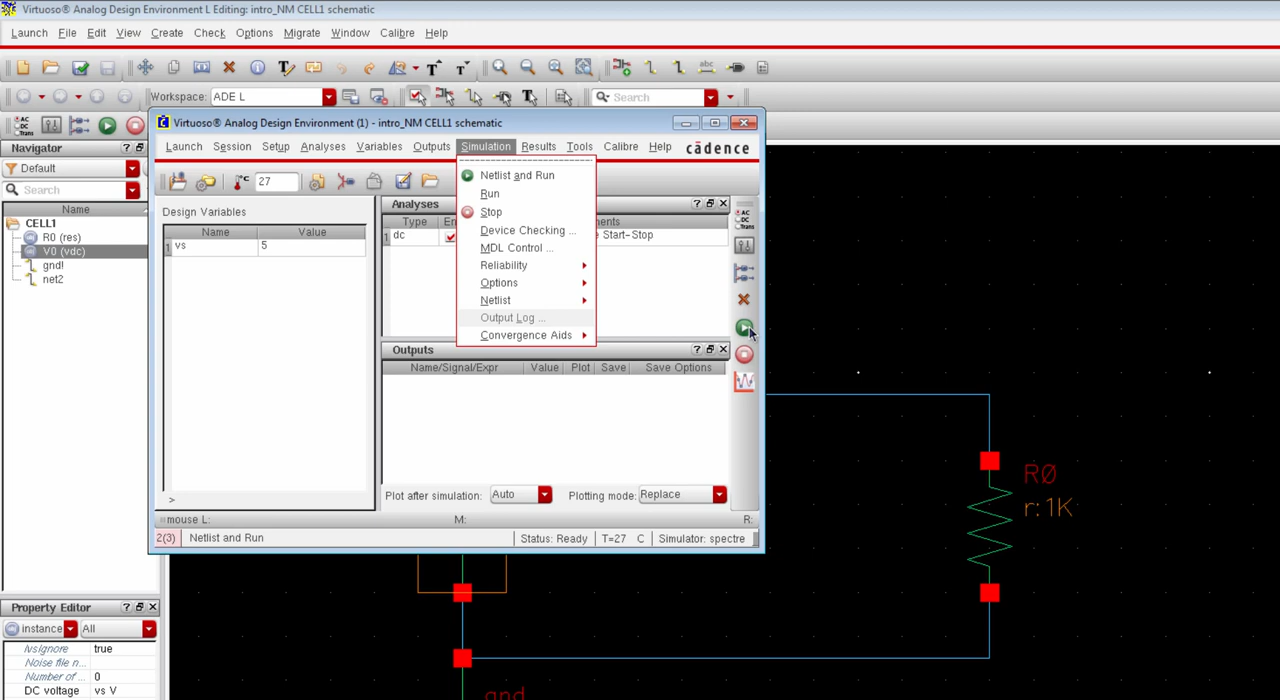 Virtuoso® Analog Design Environment L Editing: intro_NM CELL1 schematic
Launch File Edit View Create Check Options Migrate Window Calibre Help
Workspace: ADE L
Search
Virtuoso® Analog Design Environment (1) - intro_NM CELL1 schematic
Launch Session Setup Analyses Variables Outputs Simulation Results Tools Calibre Help cādence
27
Navigator
Default
Search
Name
CELL1
R0 (res)
V0 (vdc)
gnd!
net2
Design Variables
Name Value
1 vs 5
>
Netlist and Run
Run
Stop
Device Checking ...
MDL Control ...
Reliability
Options
Netlist
Output Log ...
Convergence Aids
Analyses
Type
1 dc
Start-Stop
AC
DC
Trans
Outputs
Name/Signal/Expr Value Plot Save Save Options
Plot after simulation: Auto Plotting mode: Replace
mouse L: M: R:
2(3) Netlist and Run Status: Ready T=27 C Simulator: spectre
R0
r:1K
gnd
Property Editor
instance All
lvsignore true
Noise file n...
Number of ... 0
DC voltage vs V